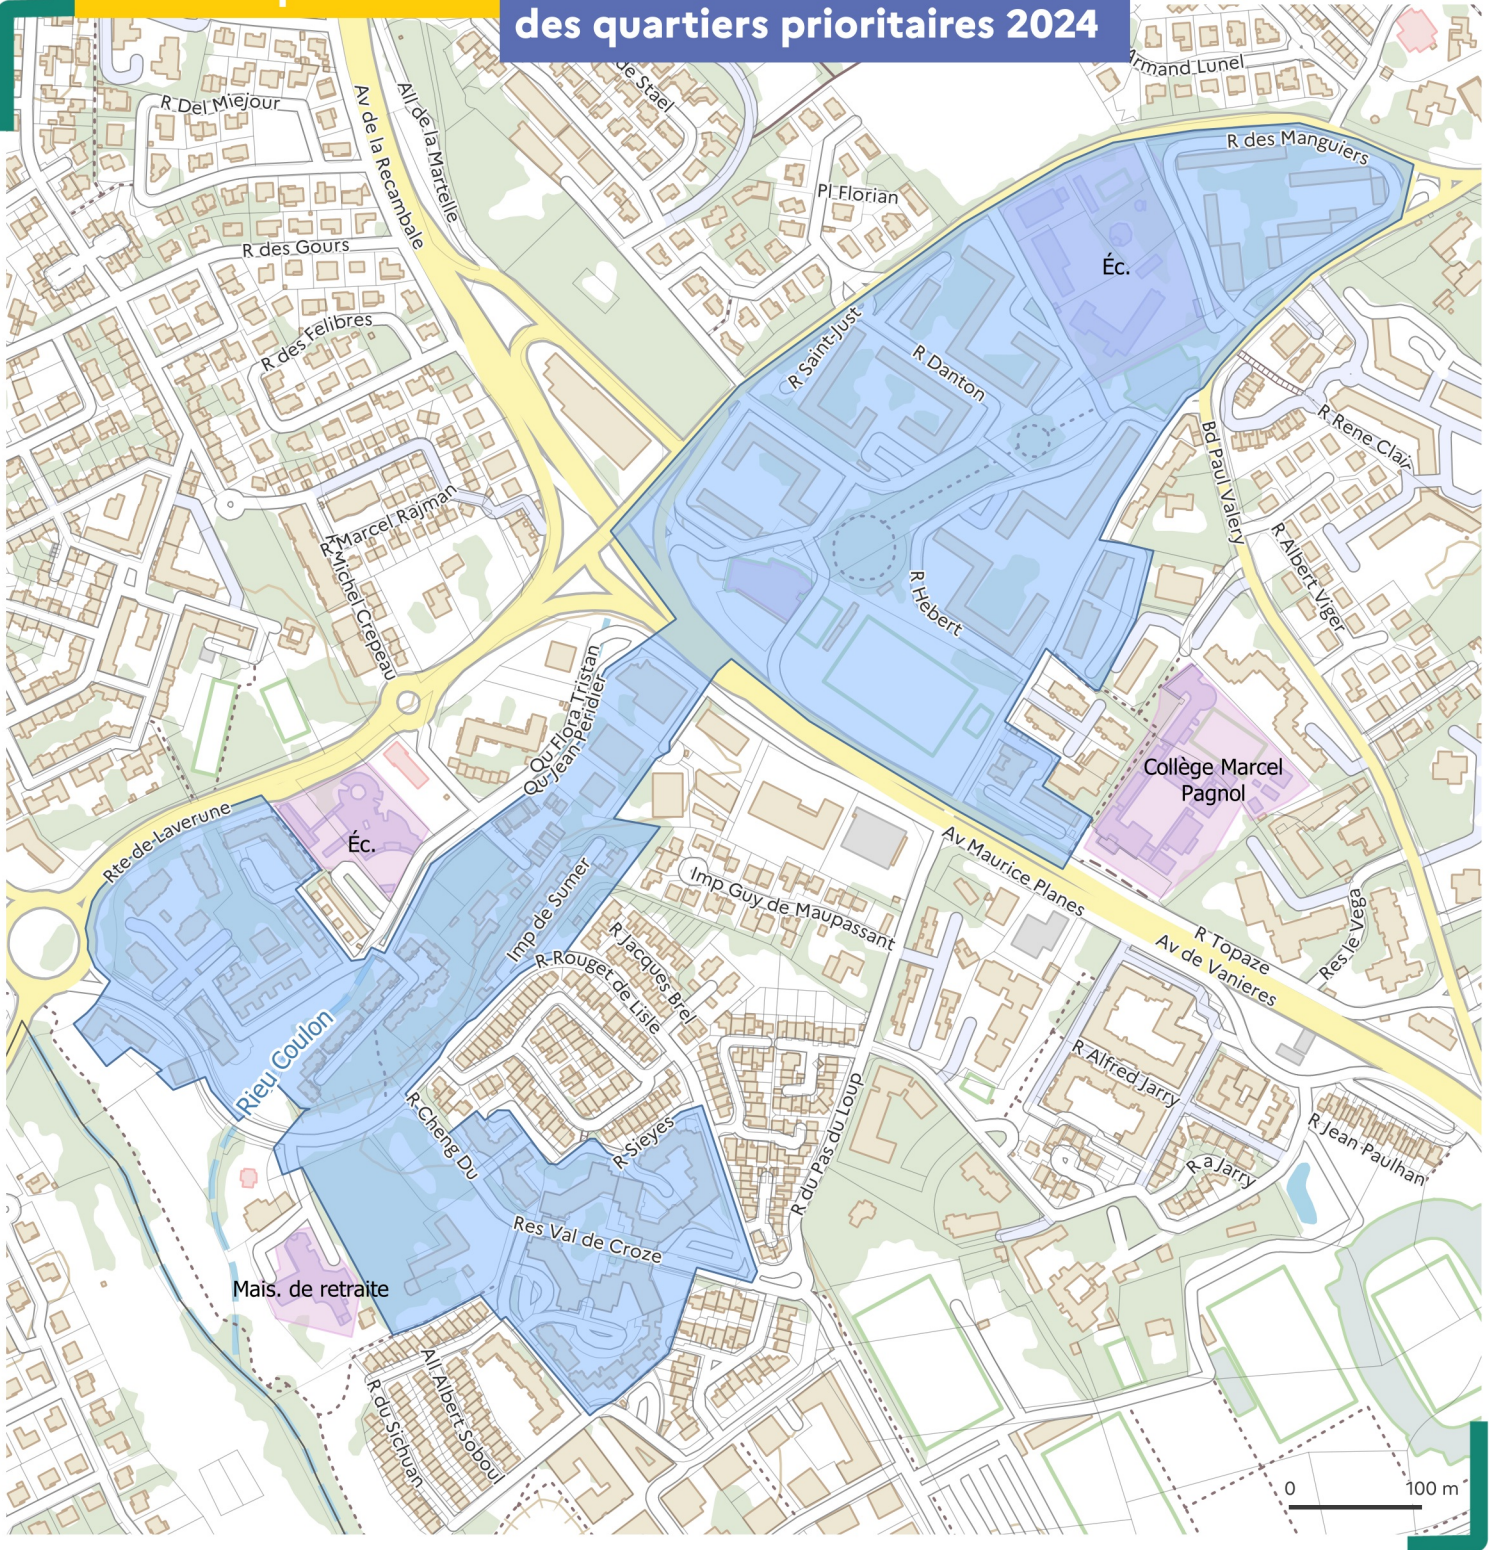 des quartiers prioritaires 2024
de Stael
Armand Lunel
R Del Miejour
Av de la Recambale
All de la Martelle
R des Manguiers
Pl Florian
R des Gours
Éc.
R des Felibres
R Saint-Just
R Danton
R Rene Clair
Bd Paul Valery
R Marcel Rajman
R Michel Crepeau
R Albert Viger
R Hebert
Qu Flora Tristan
Qu Jean Peridier
Collège Marcel
Pagnol
Rte de Laverune
Éc.
Av Maurice Planes
Imp de Sumer
Imp Guy de Maupassant
R Jacques Brel
R Rouget de Lisle
R Topaze
Av de Vanieres
Res le Vega
Rieu Coulon
R Alfred Jarry
R Cheng Du
R Sieyes
R du Pas du Loup
R Jean Paulhan
R a Jarry
Res Val de Croze
Mais. de retraite
All Albert Soboul
R du Sichuan
0 100 m